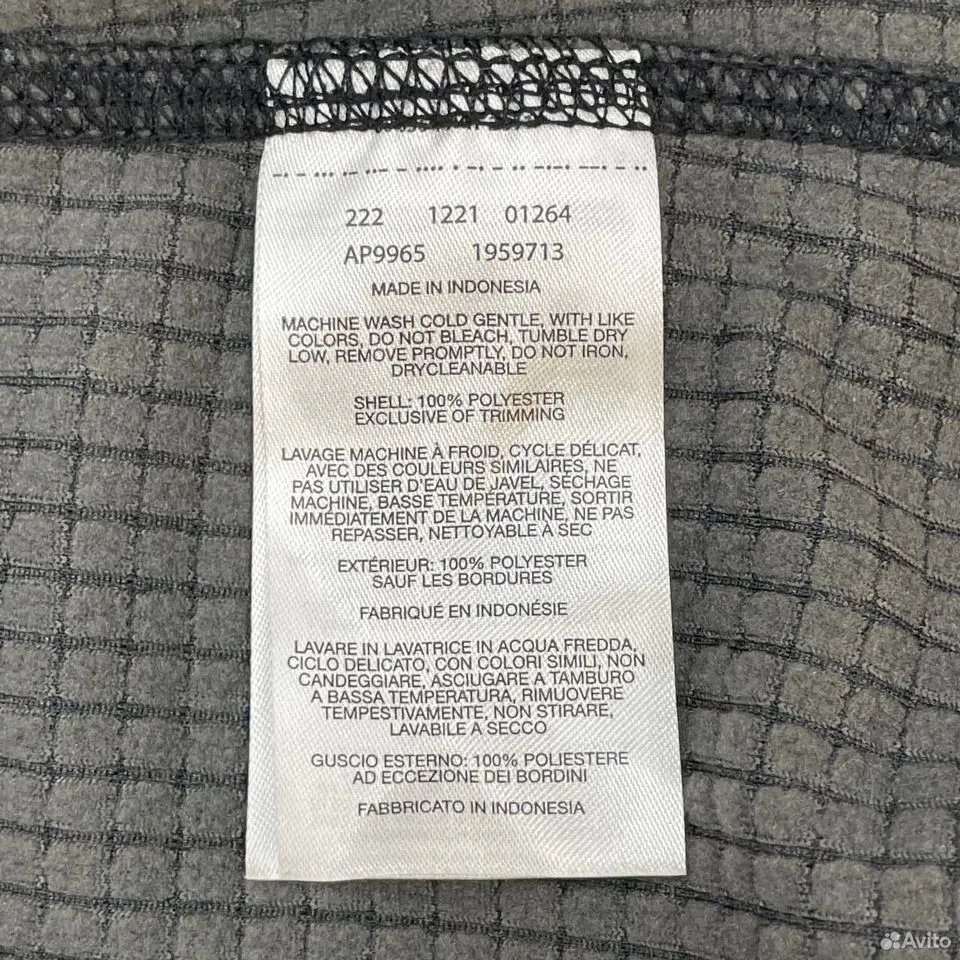 222 1221 01264
AP9965 1959713
MADE IN INDONESIA
MACHINE WASH COLD GENTLE, WITH LIKE
COLORS, DO NOT BLEACH, TUMBLE DRY
LOW, REMOVE PROMPTLY, DO NOT IRON,
DRYCLEANABLE
SHELL: 100% POLYESTER
EXCLUSIVE OF TRIMMING
LAVAGE MACHINE À FROID, CYCLE DÉLICAT,
AVEC DES COULEURS SIMILAIRES, NE
PAS UTILISER D'EAU DE JAVEL, SÉCHAGE
MACHINE, BASSE TEMPÉRATURE, SORTIR
IMMÉDIATEMENT DE LA MACHINE, NE PAS
REPASSER, NETTOYABLE À SEC
EXTÉRIEUR: 100% POLYESTER
SAUF LES BORDURES
FABRIQUÉ EN INDONÉSIE
LAVARE IN LAVATRICE IN ACQUA FREDDA,
CICLO DELICATO, CON COLORI SIMILI, NON
CANDEGGIARE, ASCIUGARE A TAMBURO
A BASSA TEMPERATURA, RIMUOVERE
TEMPESTIVAMENTE, NON STIRARE,
LAVABILE A SECCO
GUSCIO ESTERNO: 100% POLIESTERE
AD ECCEZIONE DEI BORDINI
FABBRICATO IN INDONESIA
Avito